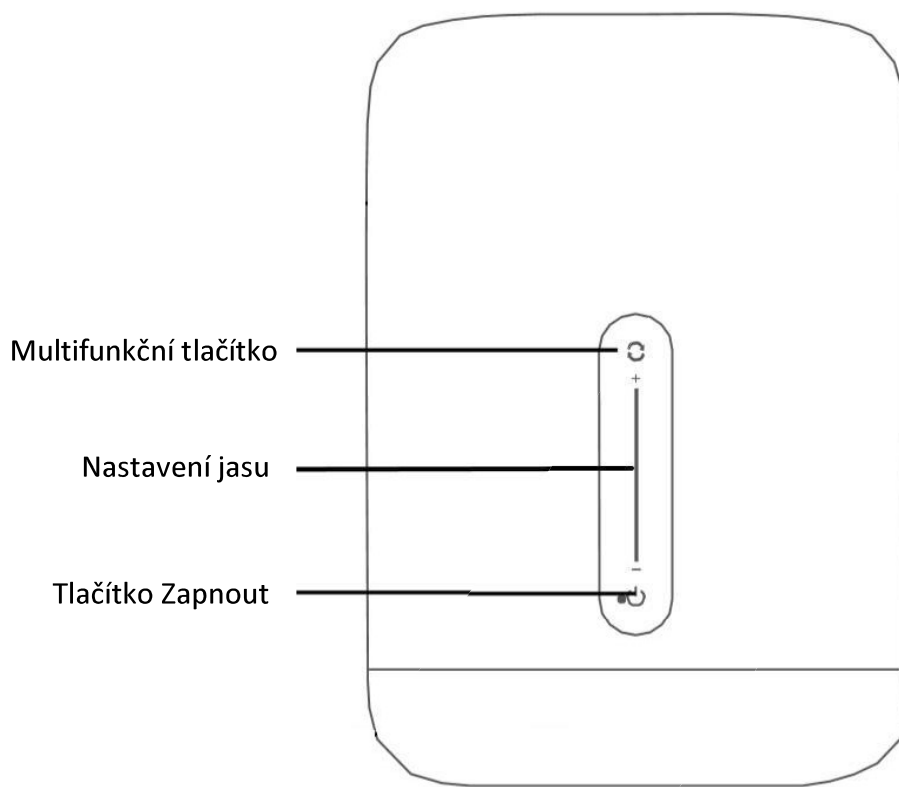 Multifunkční tlačítko
+
Nastavení jasu
−
Tlačítko Zapnout